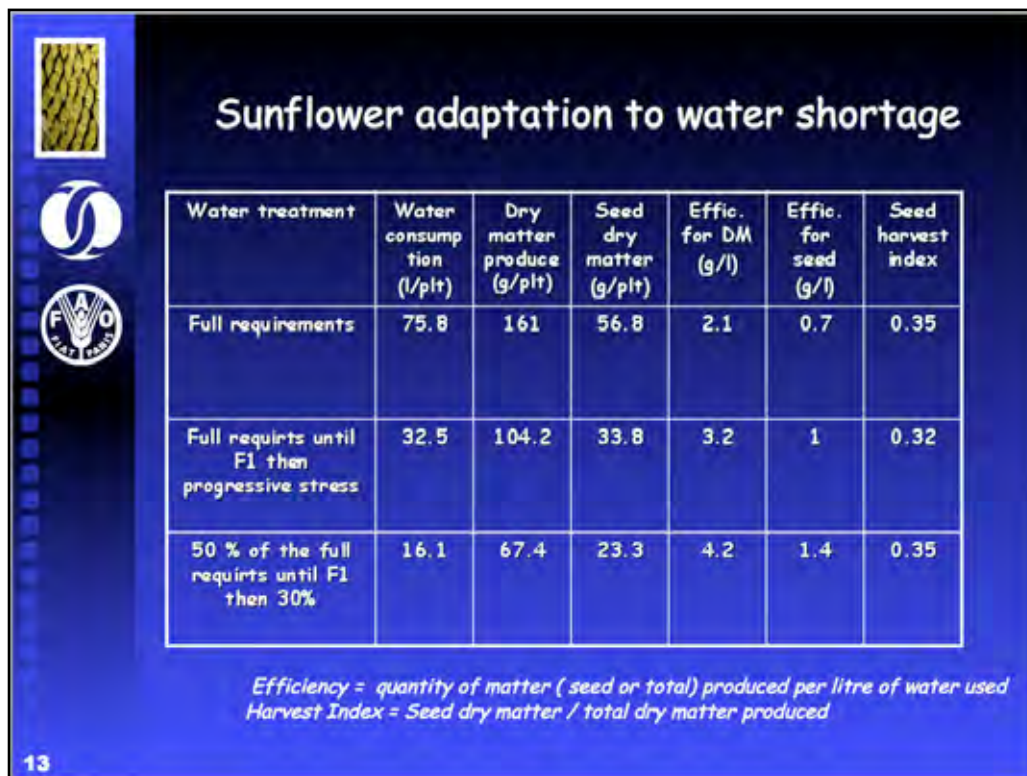 Sunflower adaptation to water shortage
Water treatment
Water
consump
tion
(l/plt)
Dry
matter
produce
(g/plt)
Seed
dry
matter
(g/plt)
Effic.
for DM
(g/l)
Effic.
for
seed
(g/l)
Seed
harvest
index
Full requirements
75.8
161
56.8
2.1
0.7
0.35
Full requirts until
F1 then
progressive stress
32.5
104.2
33.8
3.2
1
0.32
50 % of the full
requirts until F1
then 30%
16.1
67.4
23.3
4.2
1.4
0.35
F A O
FIAT PANIS
Efficiency = quantity of matter ( seed or total) produced per litre of water used
Harvest Index = Seed dry matter / total dry matter produced
13